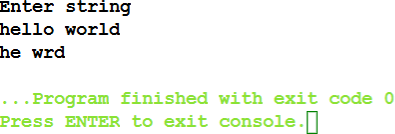 Enter string
hello world
he wrd
...Program finished with exit code 0
Press ENTER to exit console.